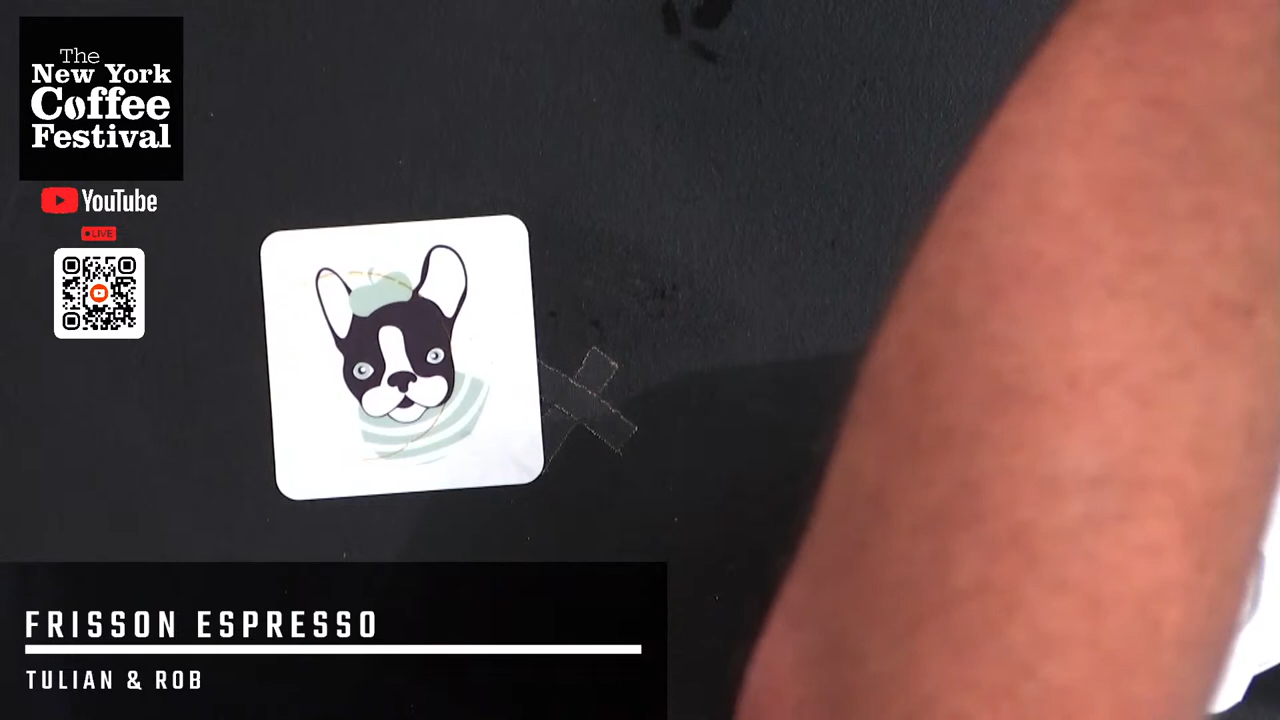 The
New York
Coffee
Festival
YouTube
LIVE
FRISSON ESPRESSO
TULIAN & ROB